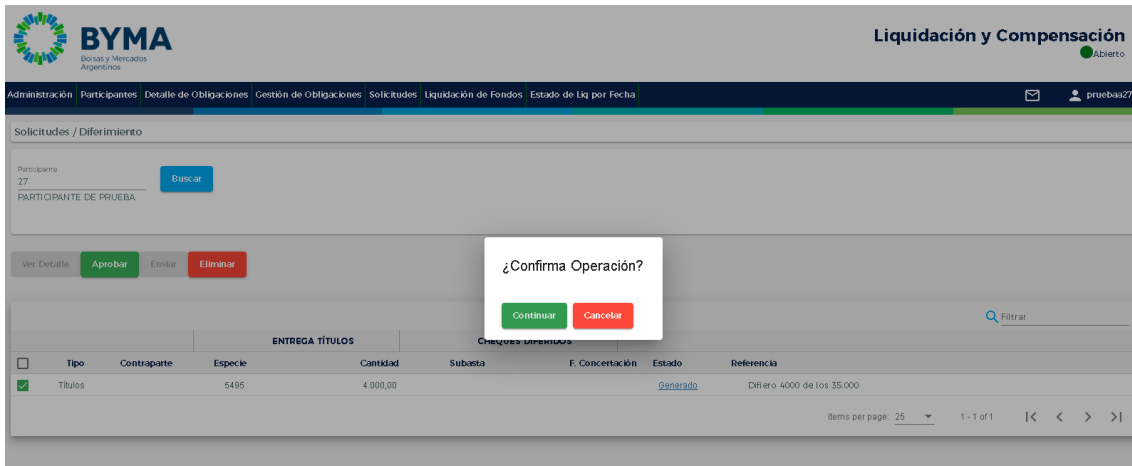 BYMA
Bolsas y Mercados
Argentinos
Liquidación y Compensación
Abierto
Administración Participantes Detalle de Obligaciones Gestión de Obligaciones Solicitudes Liquidación de Fondos Estado de Liq por Fecha pruebaa27
Solicitudes / Diferimiento
Participante
27
Buscar
PARTICIPANTE DE PRUEBA
¿Confirma Operación?
Ver Detalle Aprobar Enviar Eliminar
Continuar Cancelar
Filtrar
ENTREGA TÍTULOS CHEQUES DIFERIDOS
Tipo Contraparte Especie Cantidad Subasta F. Concertación Estado Referencia
Títulos 5495 4.000,00 Generado Difiero 4000 de los 35.000
Items per page: 25 1 - 1 of 1